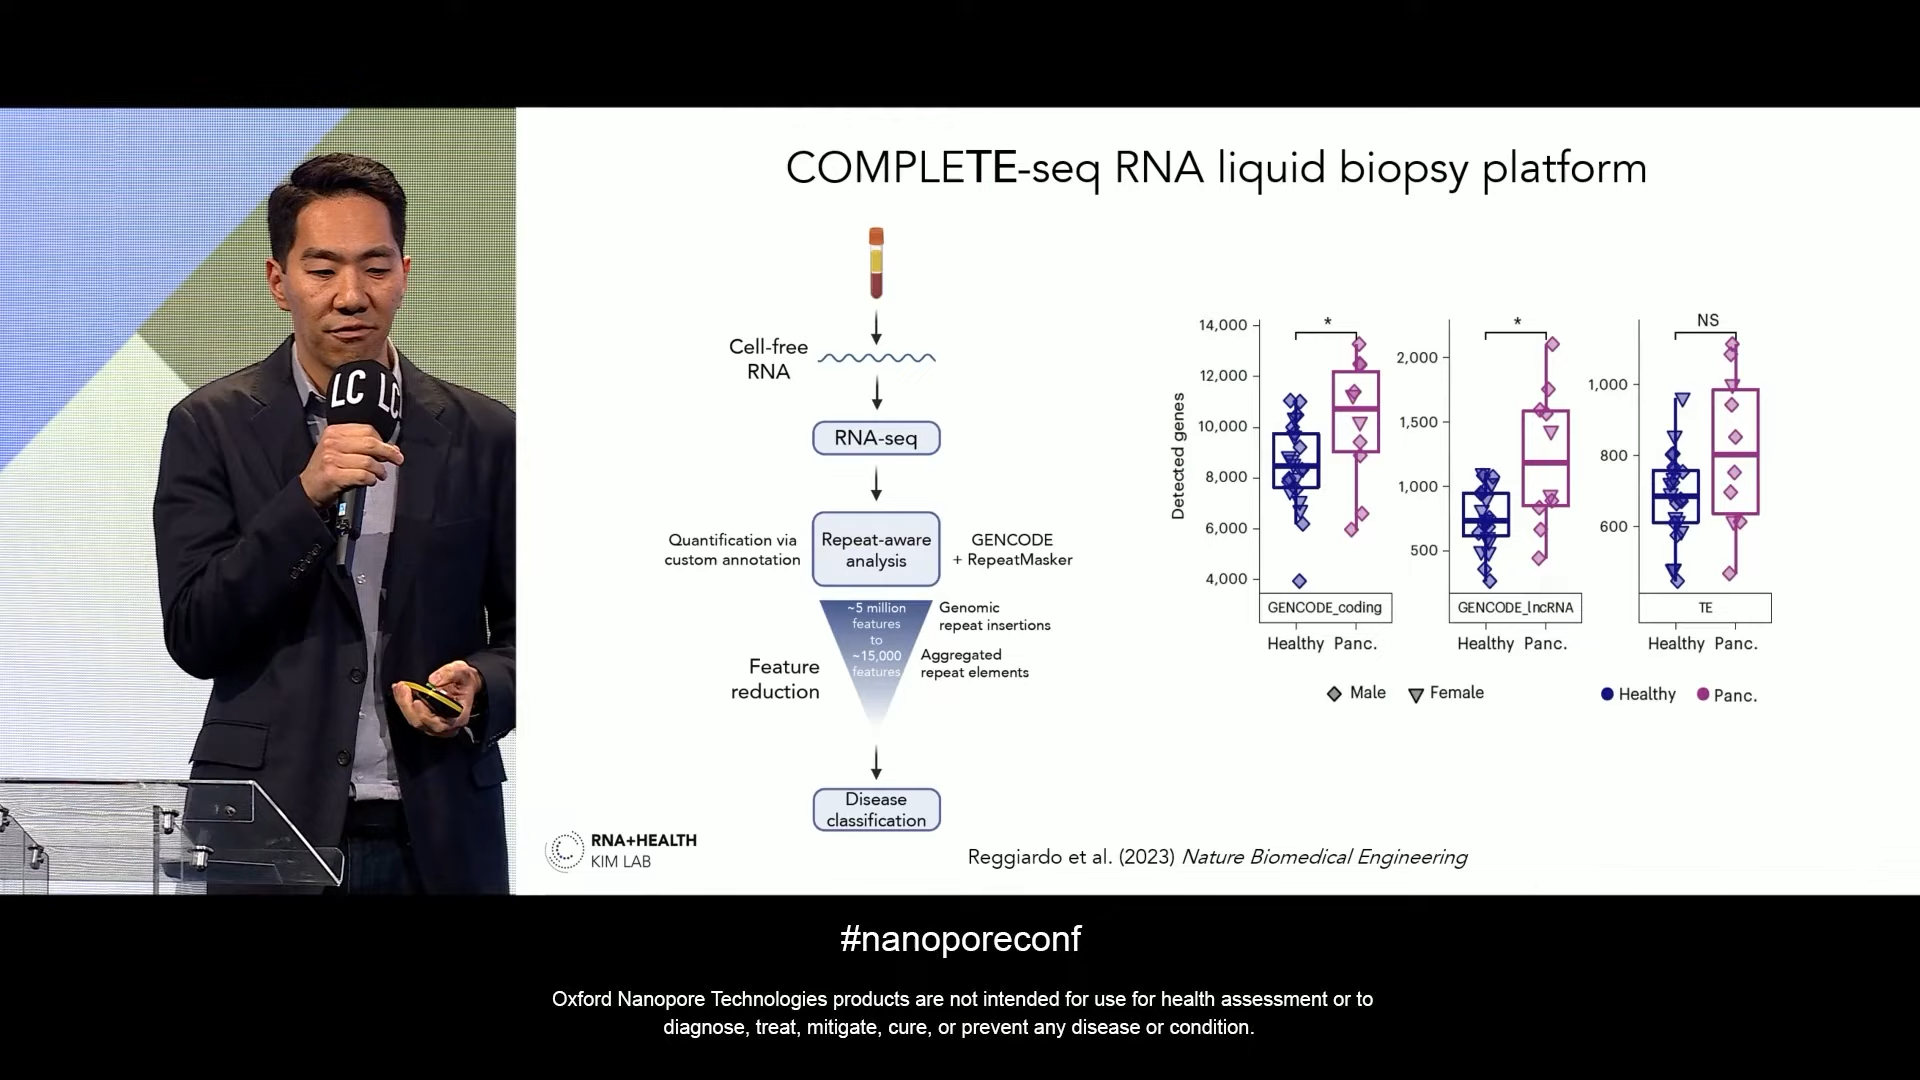 LC LC
COMPLETE-seq RNA liquid biopsy platform
Cell-free
RNA
RNA-seq
Quantification via
custom annotation
Repeat-aware
analysis
GENCODE
+ RepeatMasker
~5 million
features
to
~15,000
features
Genomic
repeat insertions
Aggregated
repeat elements
Feature
reduction
Disease
classification
Detected genes
14,000
12,000
10,000
8,000
6,000
4,000
*
GENCODE_coding
Healthy Panc.
2,000
1,500
1,000
500
*
GENCODE_lncRNA
Healthy Panc.
1,000
800
600
NS
TE
Healthy Panc.
Male Female
Healthy Panc.
RNA+HEALTH
KIM LAB
Reggiardo et al. (2023) Nature Biomedical Engineering
#nanoporeconf
Oxford Nanopore Technologies products are not intended for use for health assessment or to
diagnose, treat, mitigate, cure, or prevent any disease or condition.